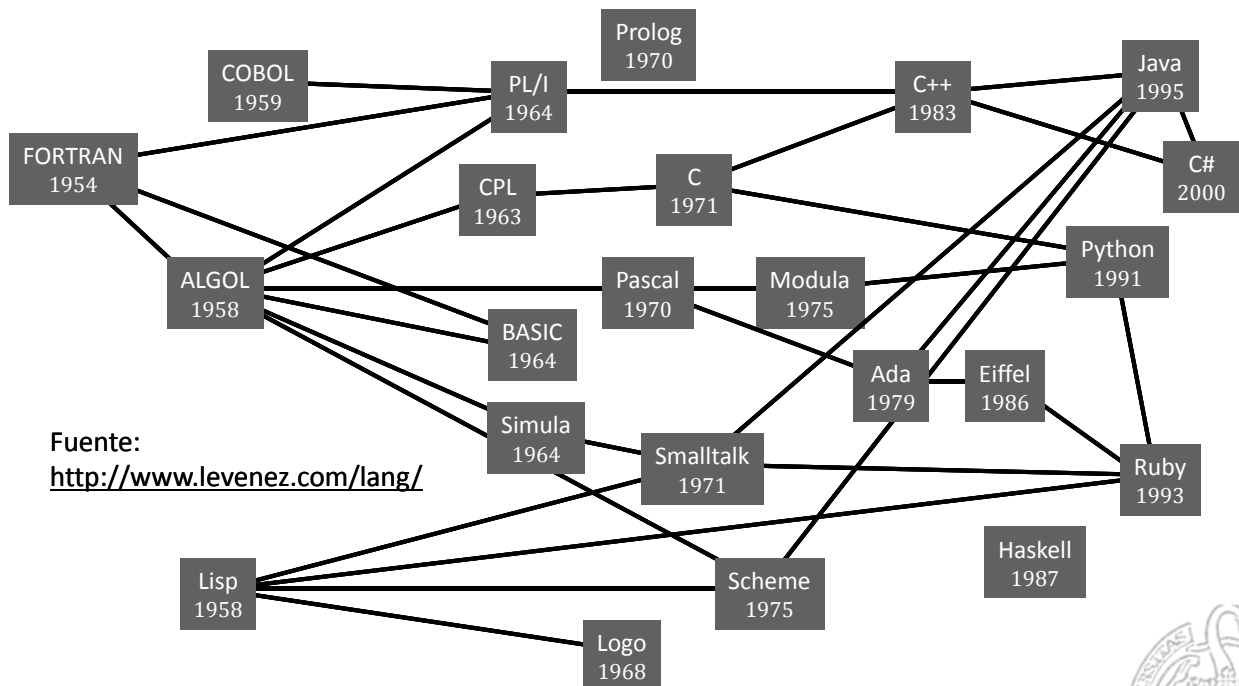 Prolog
1970
COBOL
1959
PL/I
1964
C++
1983
Java
1995
FORTRAN
1954
CPL
1963
C
1971
C#
2000
ALGOL
1958
Pascal
1970
Modula
1975
Python
1991
BASIC
1964
Ada
1979
Eiffel
1986
Simula
1964
Fuente:
http://www.levenez.com/lang/
Smalltalk
1971
Ruby
1993
Lisp
1958
Scheme
1975
Haskell
1987
Logo
1968